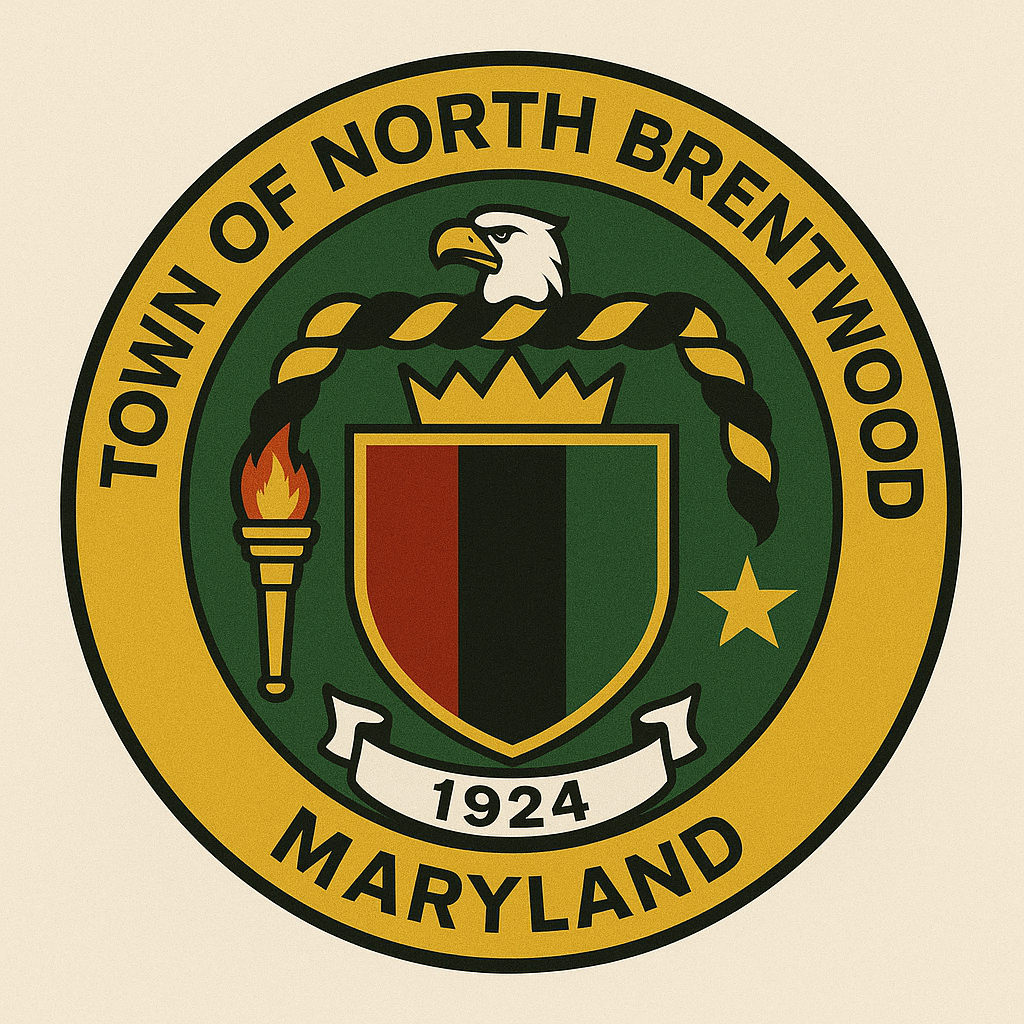 TOWN OF NORTH BRENTWOOD
1924
MARYLAND